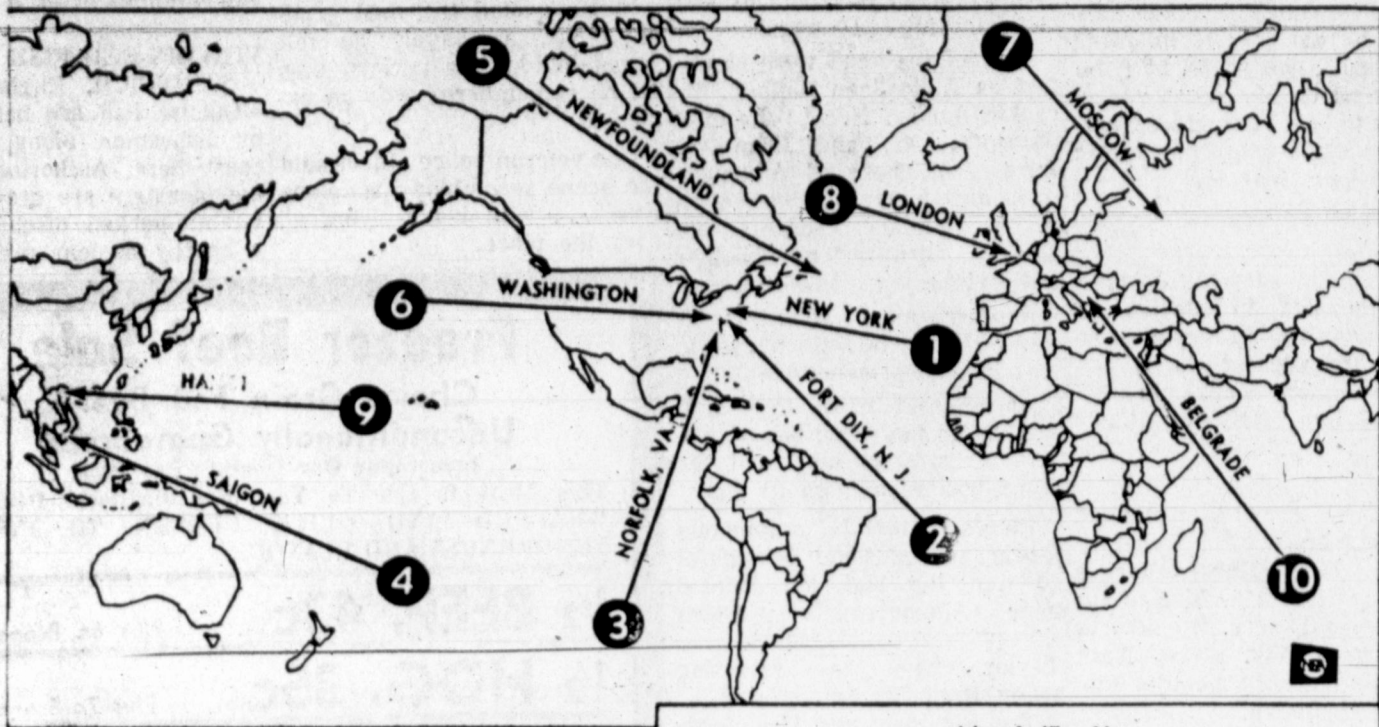 5
NEWFOUNDLAND
7
MOSCOW
8
LONDON
6
WASHINGTON
NEW YORK
1
9
FORT DIX, N. J.
BELGRADE
SAIGON
4
NORFOLK, VA.
3
2
10